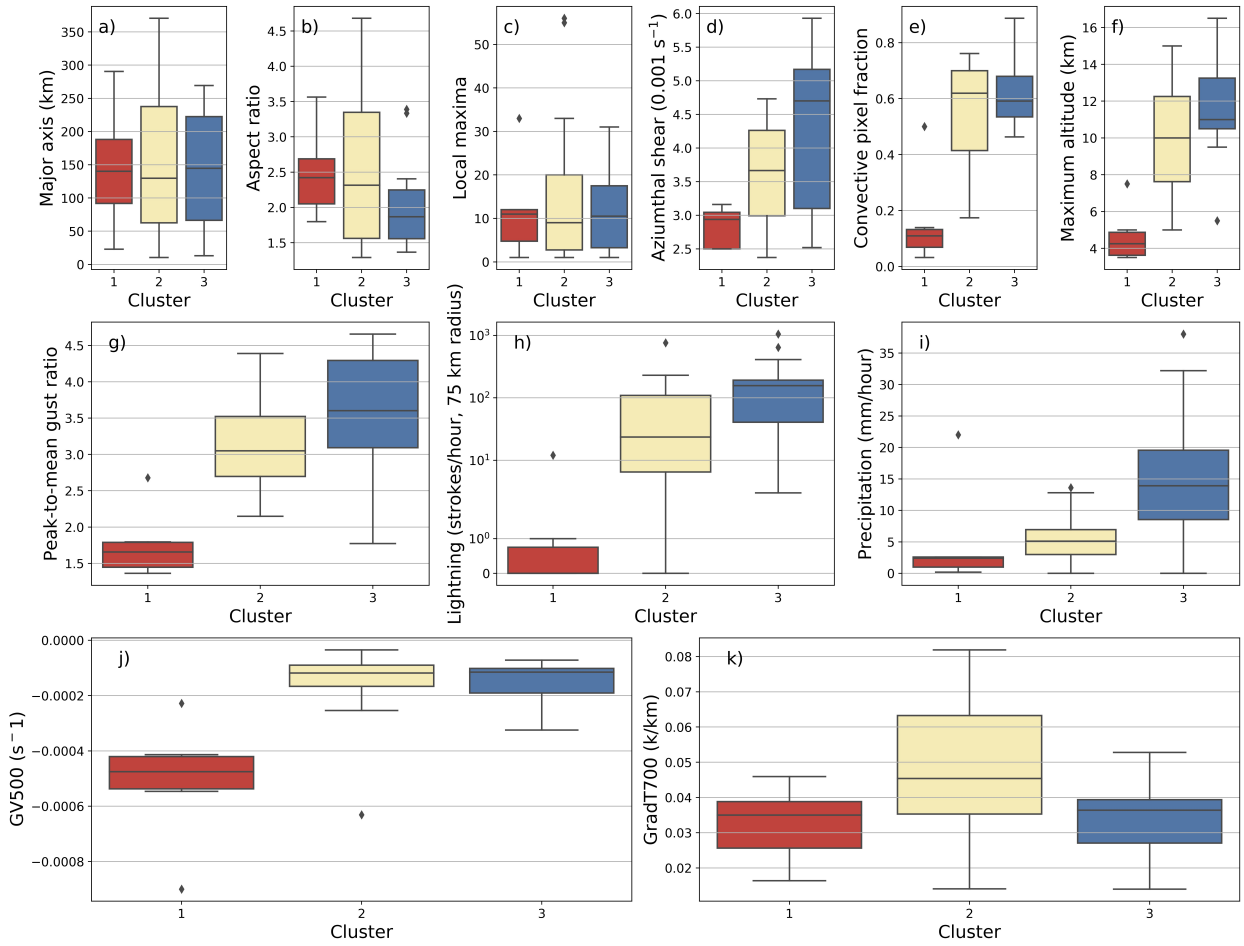 a)
Major axis (km)
350
300
250
200
150
100
50
0
1 2 3
Cluster
b)
Aspect ratio
4.5
4.0
3.5
3.0
2.5
2.0
1.5
1 2 3
Cluster
c)
Local maxima
50
40
30
20
10
0
1 2 3
Cluster
d)
Aziumthal shear (0.001 s⁻¹)
6.0
5.5
5.0
4.5
4.0
3.5
3.0
2.5
1 2 3
Cluster
e)
Convective pixel fraction
0.8
0.6
0.4
0.2
0.0
1 2 3
Cluster
f)
Maximum altitude (km)
16
14
12
10
8
6
4
1 2 3
Cluster
g)
Peak-to-mean gust ratio
4.5
4.0
3.5
3.0
2.5
2.0
1.5
1 2 3
Cluster
h)
Lightning (strokes/hour, 75 km radius)
10³
10²
10¹
10⁰
0
1 2 3
Cluster
i)
Precipitation (mm/hour)
35
30
25
20
15
10
5
0
1 2 3
Cluster
j)
GV500 (s⁻1)
0.0000
−0.0002
−0.0004
−0.0006
−0.0008
1 2 3
Cluster
k)
GradT700 (k/km)
0.08
0.07
0.06
0.05
0.04
0.03
0.02
1 2 3
Cluster